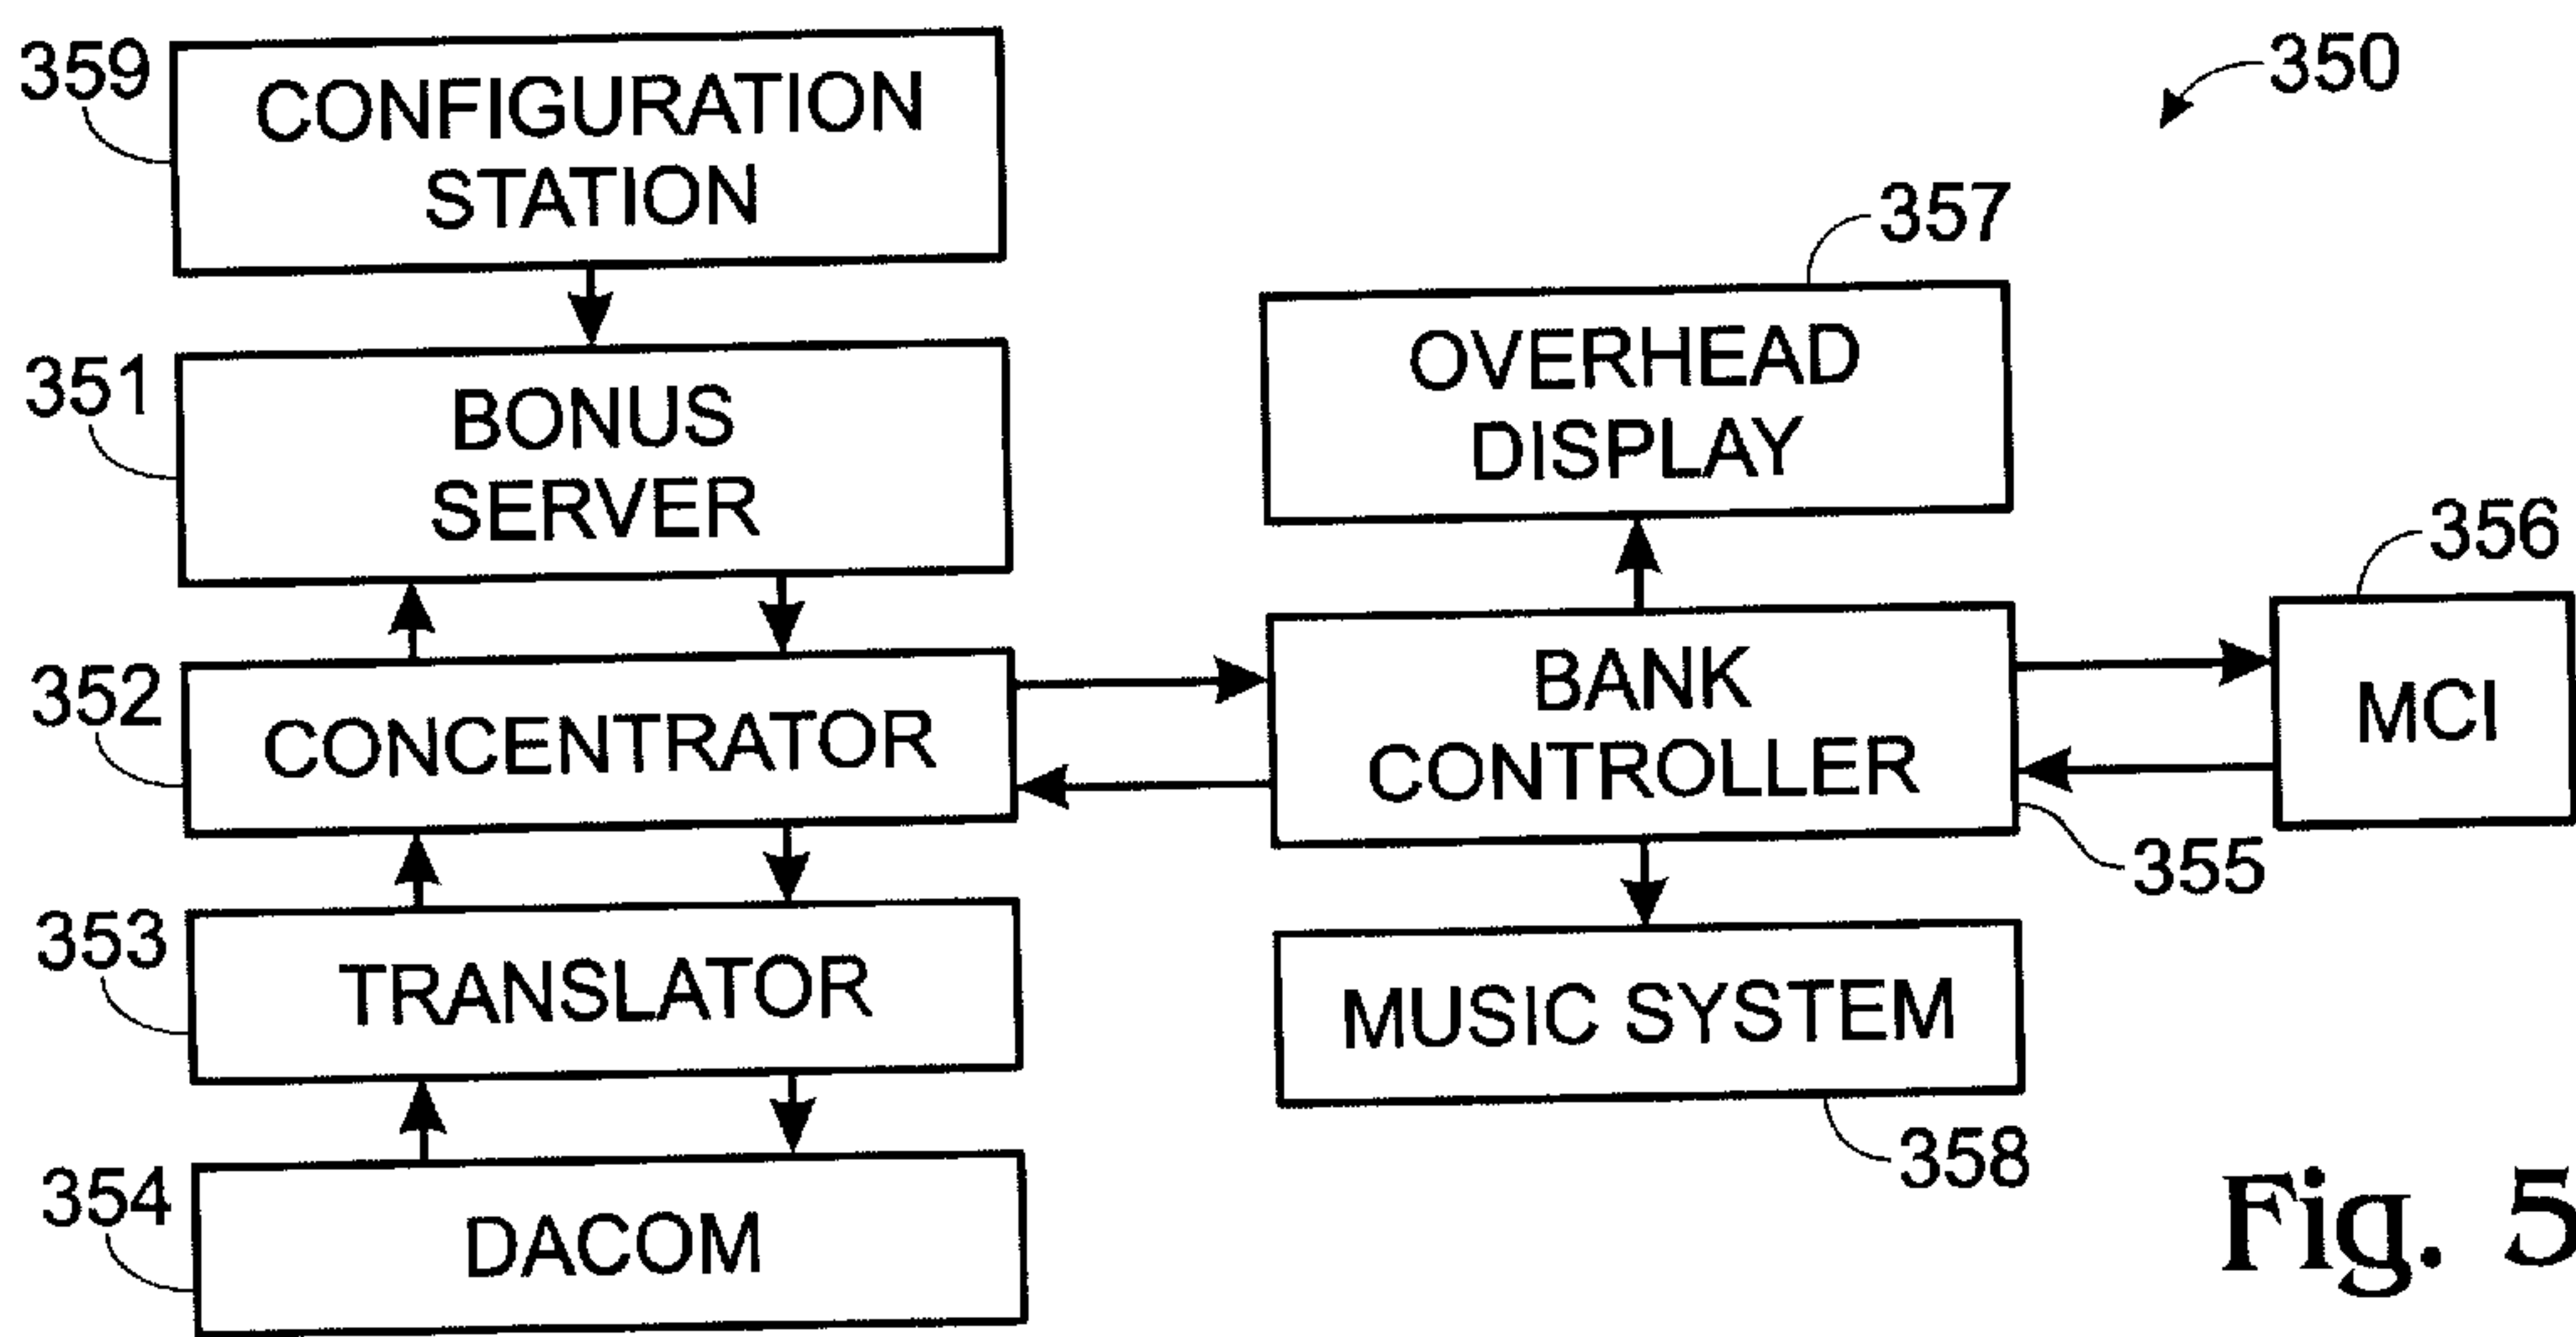 359
CONFIGURATION
STATION
350
351
BONUS
SERVER
357
OVERHEAD
DISPLAY
356
MCI
352
CONCENTRATOR
BANK
CONTROLLER
355
353
TRANSLATOR
MUSIC SYSTEM
358
354
DACOM
Fig. 5